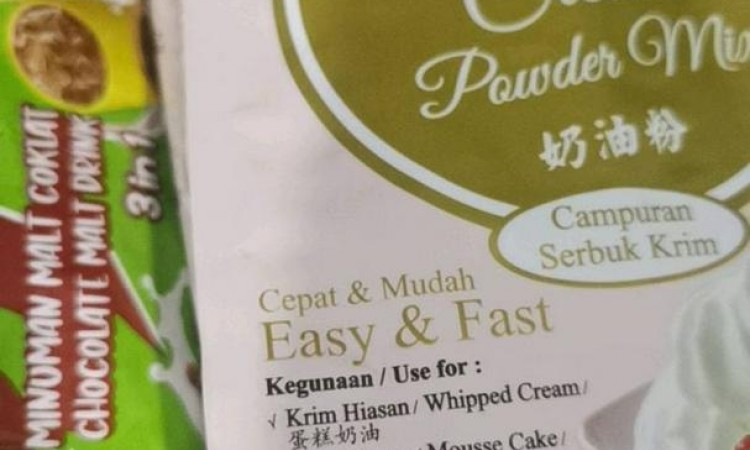 MINUMAN MALT COKLAT
CHOCOLATE MALT DRINK
3 in 1
Powder Mix
奶油粉
Campuran
Serbuk Krim
Cepat & Mudah
Easy & Fast
Kegunaan / Use for :
√ Krim Hiasan / Whipped Cream /
蛋糕奶油
Mousse Cake /